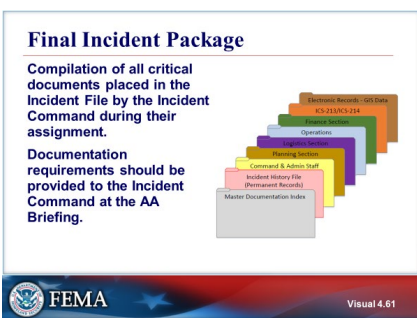 Final Incident Package
Compilation of all critical
documents placed in the
Incident File by the Incident
Command during their
assignment.
Documentation
requirements should be
provided to the Incident
Command at the AA
Briefing.
Electronic Records - GIS Data
ICS-213/ICS-214
Finance Section
Operations
Logistics Section
Planning Section
Command & Admin Staff
Incident History File
(Permanent Records)
Master Documentation Index
FEMA
Visual 4.61